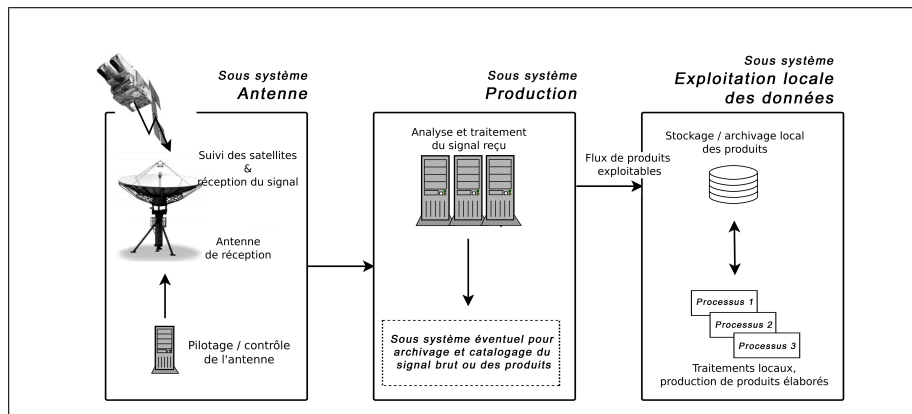 Sous système
Antenne
Suivi des satellites
&
réception du signal
Antenne
de réception
Pilotage / contrôle
de l'antenne
Sous système
Production
Analyse et traitement
du signal reçu
Sous système éventuel pour
archivage et catalogage du
signal brut ou des produits
Flux de produits
exploitables
Sous système
Exploitation locale
des données
Stockage / archivage local
des produits
Processus 1
Processus 2
Processus 3
Traitements locaux,
production de produits élaborés